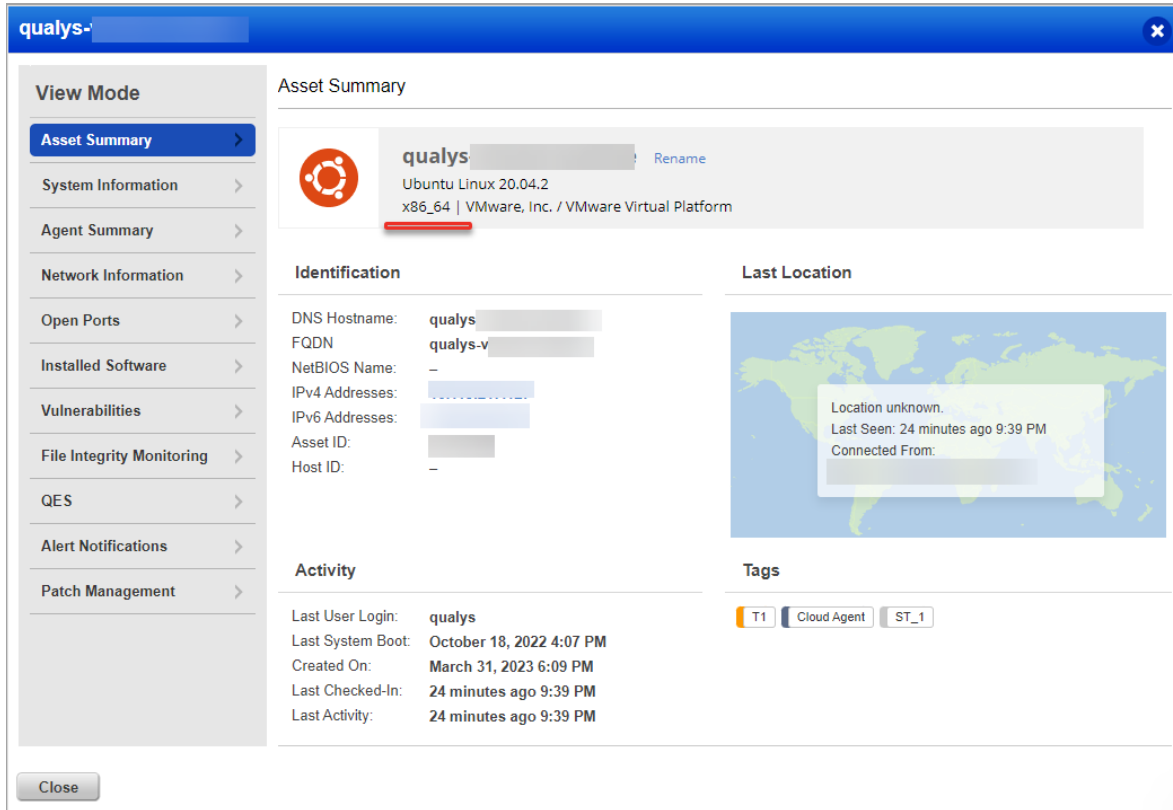 qualys-
View Mode
Asset Summary
System Information
Agent Summary
Network Information
Open Ports
Installed Software
Vulnerabilities
File Integrity Monitoring
QES
Alert Notifications
Patch Management
Asset Summary
qualys- Rename
Ubuntu Linux 20.04.2
x86_64 | VMware, Inc. / VMware Virtual Platform
Identification
DNS Hostname: qualys
FQDN qualys-v
NetBIOS Name: –
IPv4 Addresses:
IPv6 Addresses:
Asset ID:
Host ID: –
Last Location
Location unknown.
Last Seen: 24 minutes ago 9:39 PM
Connected From:
Activity
Last User Login: qualys
Last System Boot: October 18, 2022 4:07 PM
Created On: March 31, 2023 6:09 PM
Last Checked-In: 24 minutes ago 9:39 PM
Last Activity: 24 minutes ago 9:39 PM
Tags
T1 Cloud Agent ST_1
Close